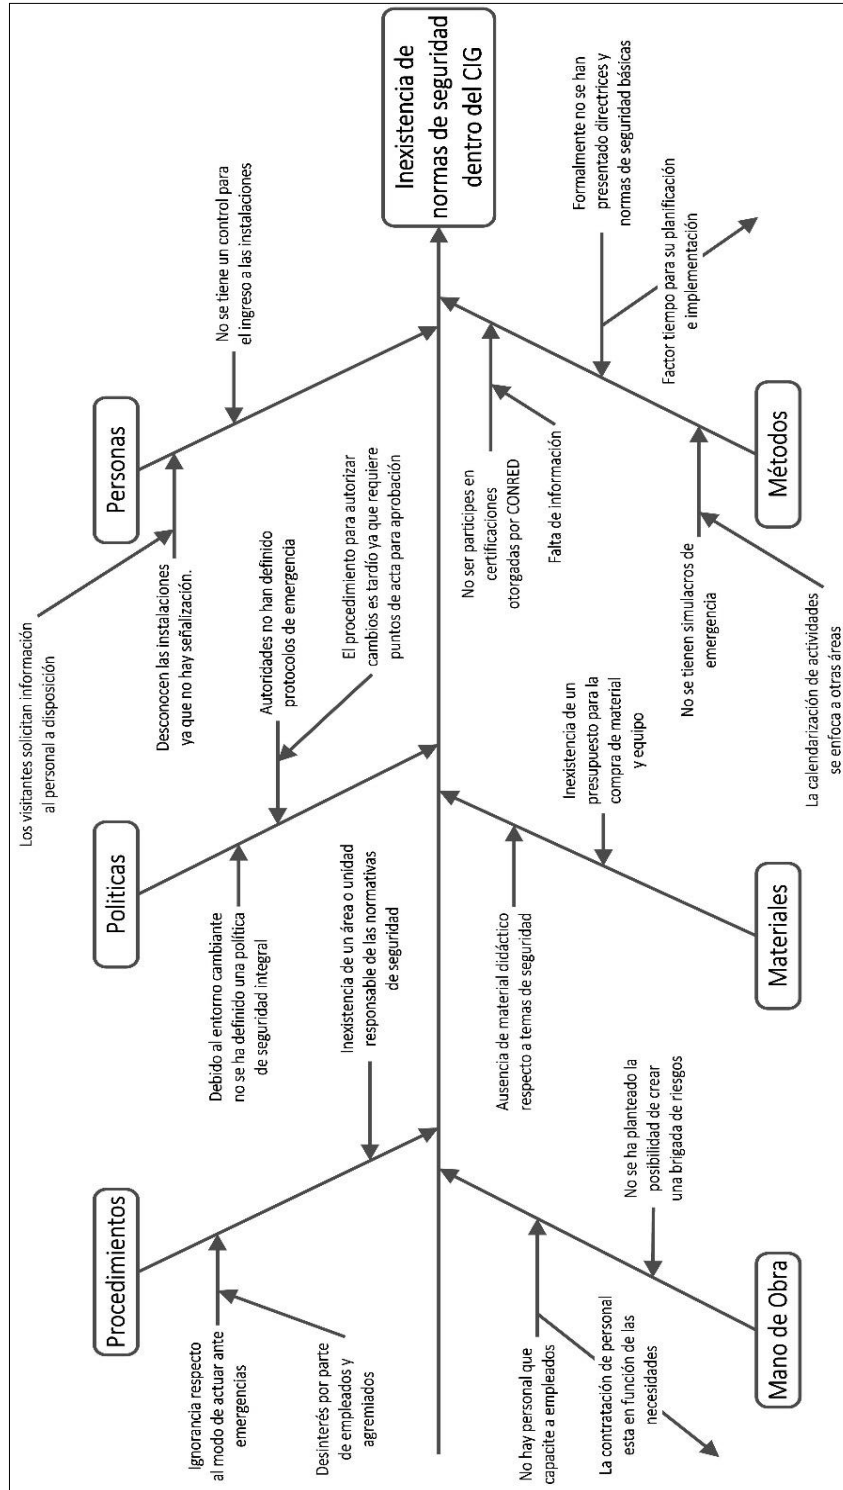 Procedimientos
Ignorancia respecto
al modo de actuar ante
emergencias
Desinterés por parte
de empleados y
agremiados
Inexistencia de un área o unidad
responsable de las normativas
de seguridad
Políticas
Debido al entorno cambiante
no se ha definido una política
de seguridad integral
Autoridades no han definido
protocolos de emergencia
El procedimiento para autorizar
cambios es tardío ya que requiere
puntos de acta para aprobación
Personas
Los visitantes solicitan información
al personal a disposición
Desconocen las instalaciones
ya que no hay señalización.
No se tiene un control para
el ingreso a las instalaciones
Inexistencia de
normas de seguridad
dentro del CIG
No hay personal que
capacite a empleados
La contratación de personal
esta en función de las
necesidades
No se ha planteado la
posibilidad de crear
una brigada de riesgos
Mano de Obra
Ausencia de material didáctico
respecto a temas de seguridad
Inexistencia de un
presupuesto para la
compra de material
y equipo
Materiales
No ser participes en
certificaciones
otorgadas por CONRED
Falta de información
Formalmente no se han
presentado directrices y
normas de seguridad básicas
Factor tiempo para su planificación
e implementación
No se tienen simulacros de
emergencia
La calendarización de actividades
se enfoca a otras áreas
Métodos